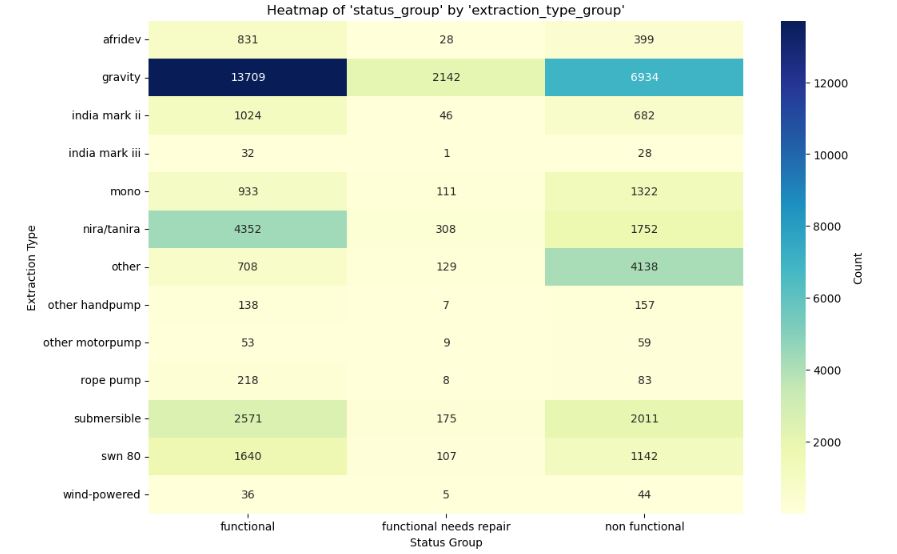 Heatmap of 'status_group' by 'extraction_type_group'
afridev 831 28 399
gravity 13709 2142 6934
india mark ii 1024 46 682
india mark iii 32 1 28
mono 933 111 1322
nira/tanira 4352 308 1752
other 708 129 4138
other handpump 138 7 157
other motorpump 53 9 59
rope pump 218 8 83
submersible 2571 175 2011
swn 80 1640 107 1142
wind-powered 36 5 44
functional functional needs repair non functional
Status Group
Extraction Type
12000
10000
8000
6000
4000
2000
Count